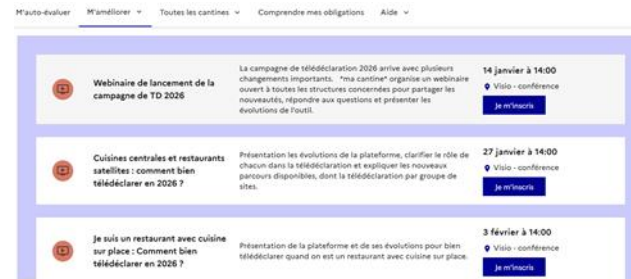 M'auto-évaluer M'améliorer Toutes les cantines Comprendre mes obligations Aide
Webinaire de lancement de la
campagne de TD 2026
La campagne de télédéclaration 2026 arrive avec plusieurs
changements importants. "ma cantine" organise un webinaire
ouvert à toutes les structures concernées pour partager les
nouveautés, répondre aux questions et présenter les
évolutions de l'outil.
14 janvier à 14:00
Visio - conférence
Je m'inscris
Cuisines centrales et restaurants
satellites : comment bien
télédéclarer en 2026 ?
Présentation les évolutions de la plateforme, clarifier le rôle de
chacun dans la télédéclaration et expliquer les nouveaux
parcours disponibles, dont la télédéclaration par groupe de
sites.
27 janvier à 14:00
Visio - conférence
Je m'inscris
Je suis un restaurant avec cuisine
sur place : Comment bien
télédéclarer en 2026 ?
Présentation de la plateforme et de ses évolutions pour bien
télédéclarer quand on est un restaurant avec cuisine sur place.
3 février à 14:00
Visio - conférence
Je m'inscris